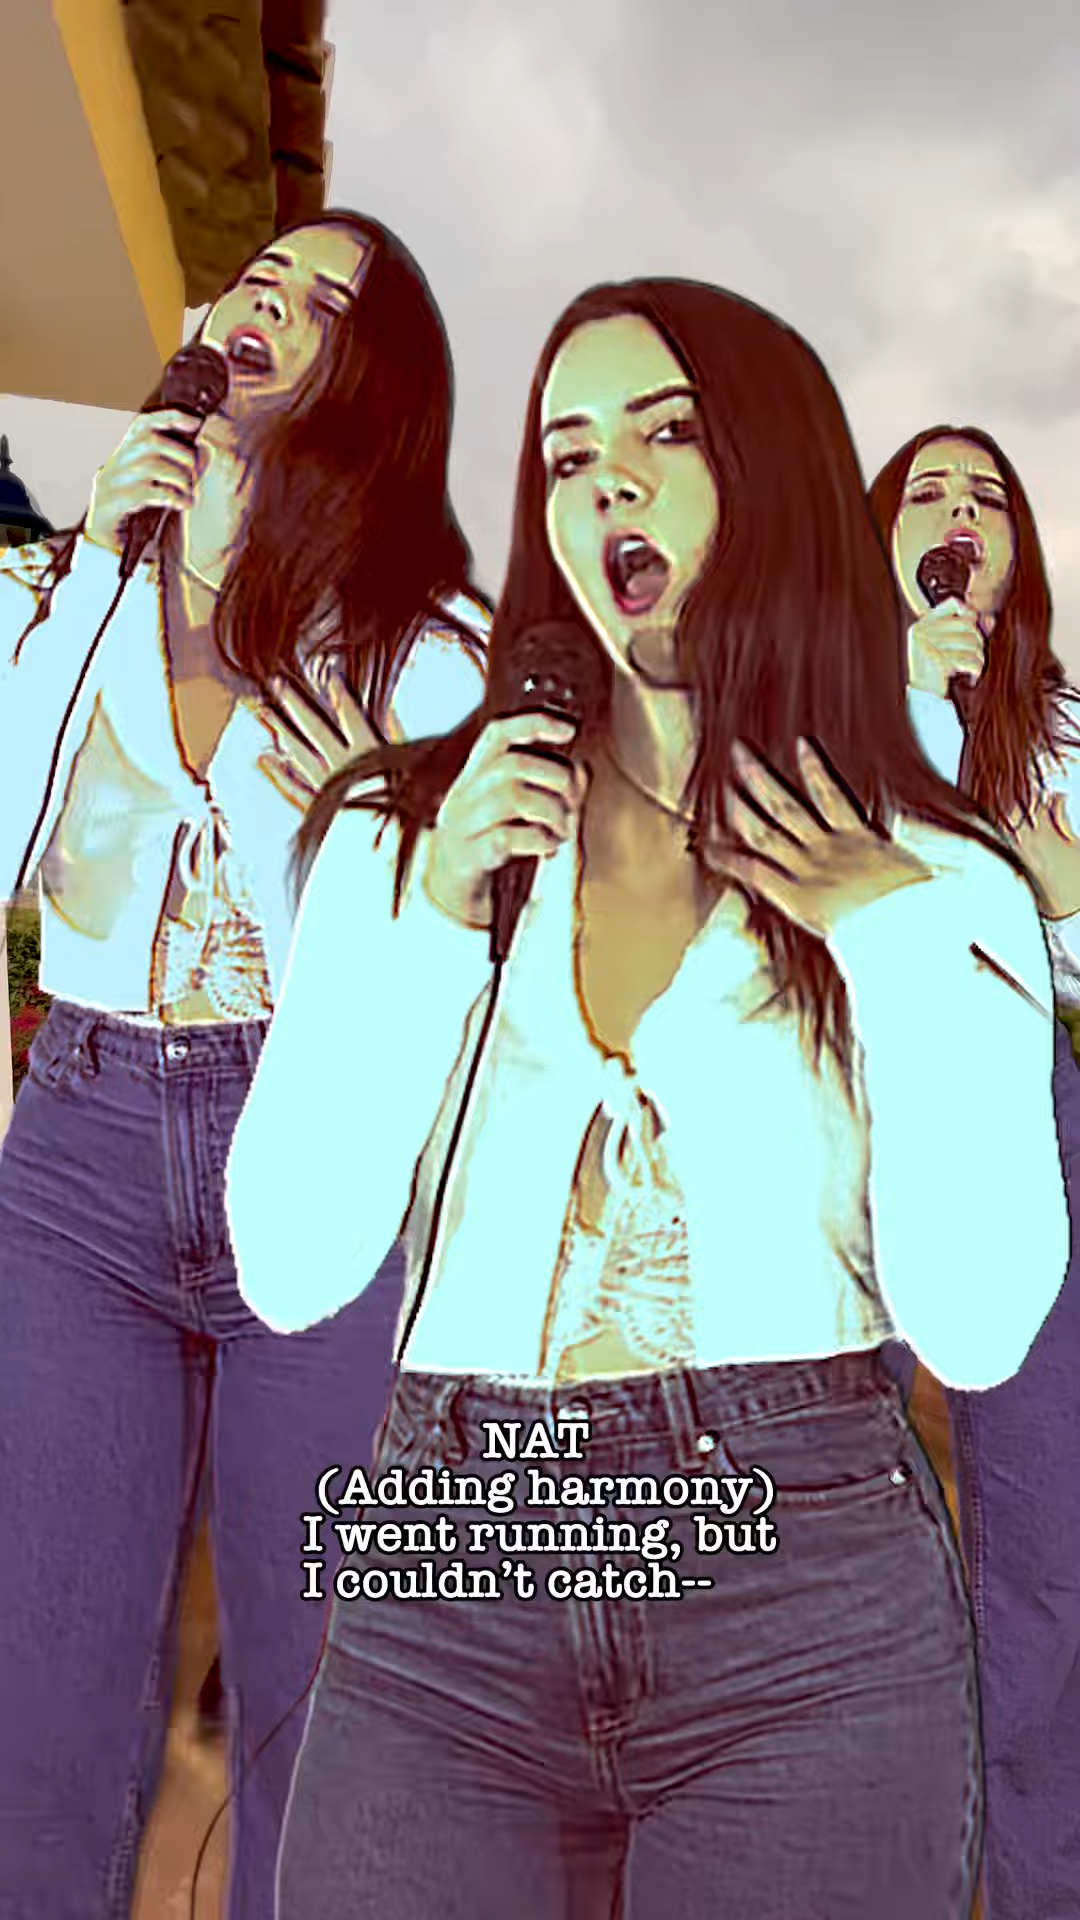 NAT
(Adding harmony)
I went running, but
I couldn’t catch--